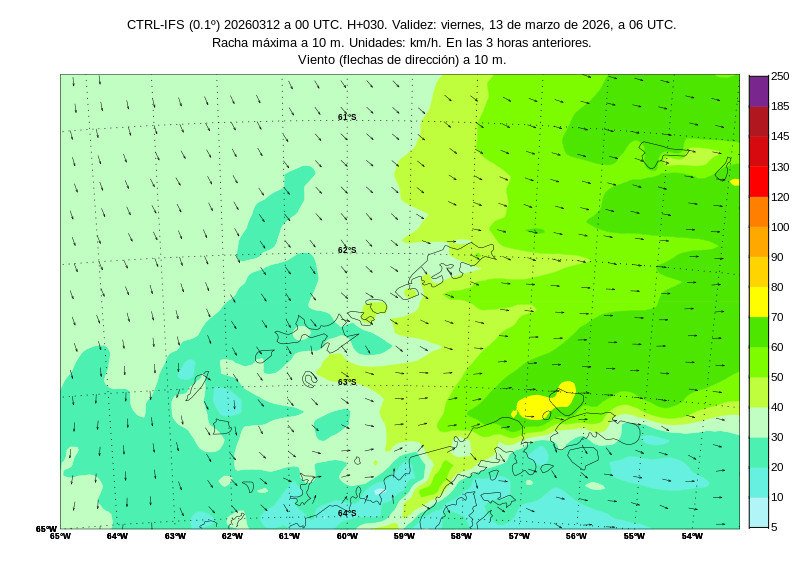 CTRL-IFS (0.1º) 20260312 a 00 UTC. H+030. Validez: viernes, 13 de marzo de 2026, a 06 UTC.
Racha máxima a 10 m. Unidades: km/h. En las 3 horas anteriores.
Viento (flechas de dirección) a 10 m.
250
185
145
130
120
100
90
80
70
60
50
40
30
20
10
5
61°S
62°S
63°S
64°S
65°W
65°W
64°W
63°W
62°W
61°W
60°W
59°W
58°W
57°W
56°W
55°W
54°W